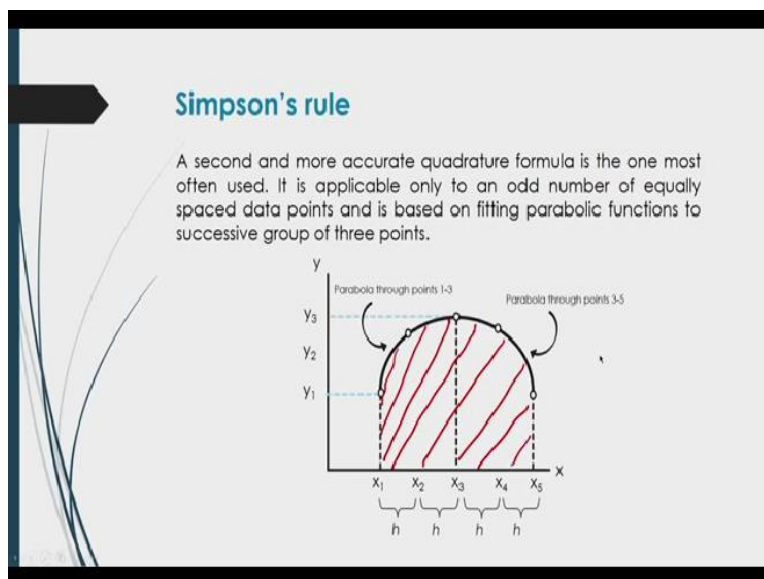 Simpson's rule
A second and more accurate quadrature formula is the one most
often used. It is applicable only to an odd number of equally
spaced data points and is based on fitting parabolic functions to
successive group of three points.
y
Parabola through points 1-3
Parabola through points 3-5
y₃
y₂
y₁
x
x₁ x₂ x₃ x₄ x₅
h h h h